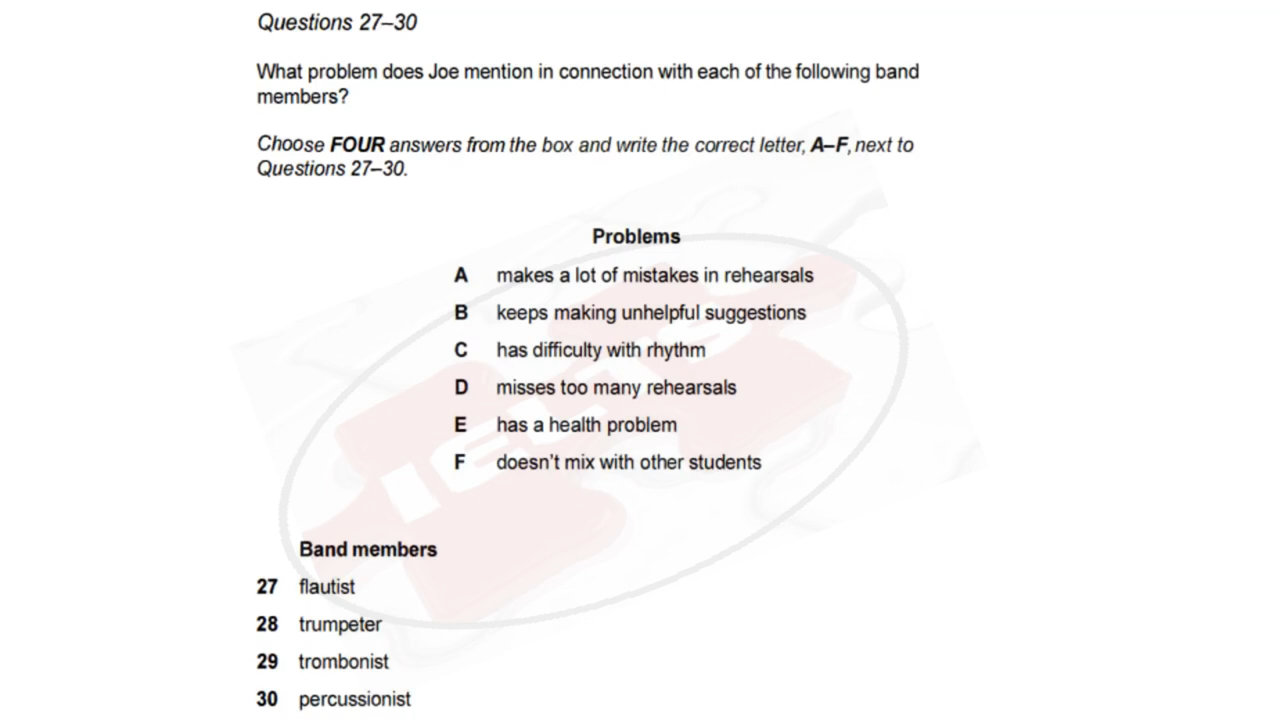 Questions 27–30
What problem does Joe mention in connection with each of the following band
members?
Choose FOUR answers from the box and write the correct letter, A–F, next to
Questions 27–30.
Problems
A makes a lot of mistakes in rehearsals
B keeps making unhelpful suggestions
C has difficulty with rhythm
D misses too many rehearsals
E has a health problem
F doesn't mix with other students
IELTS
Band members
27 flautist
28 trumpeter
29 trombonist
30 percussionist